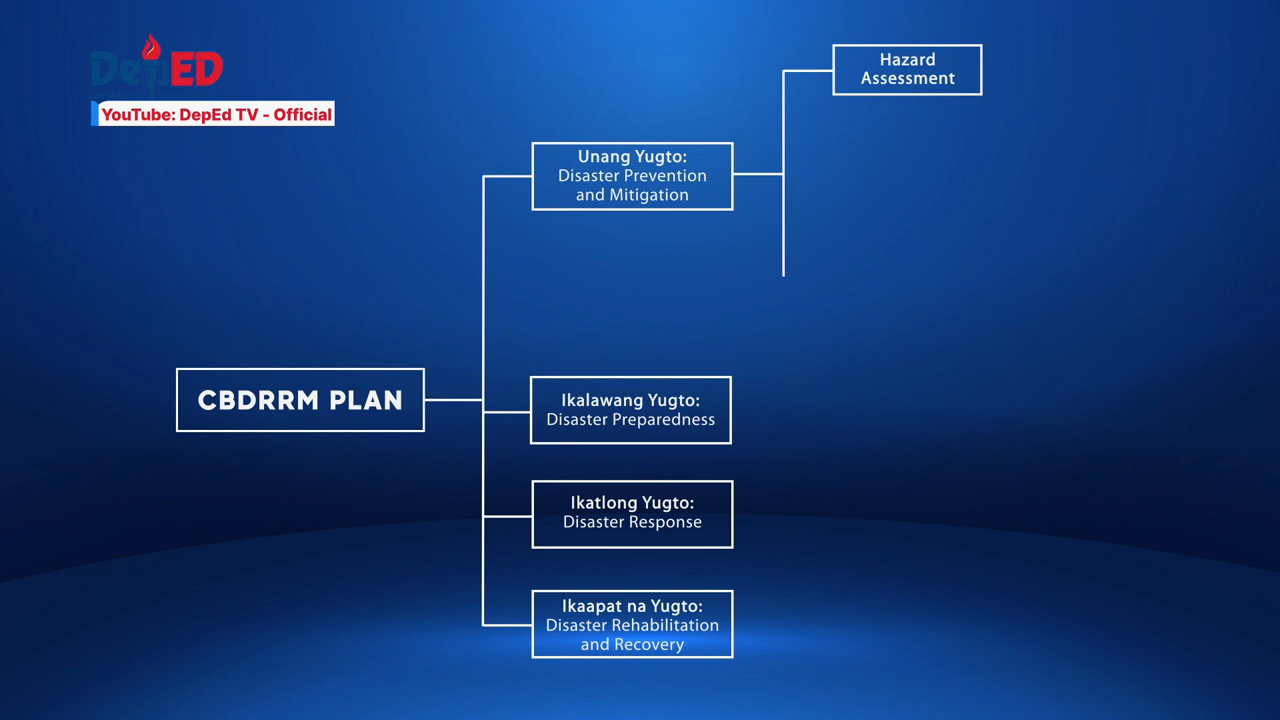 DepED
YouTube: DepEd TV - Official
Hazard
Assessment
Unang Yugto:
Disaster Prevention
and Mitigation
CBDRRM PLAN
Ikalawang Yugto:
Disaster Preparedness
Ikatlong Yugto:
Disaster Response
Ikaapat na Yugto:
Disaster Rehabilitation
and Recovery